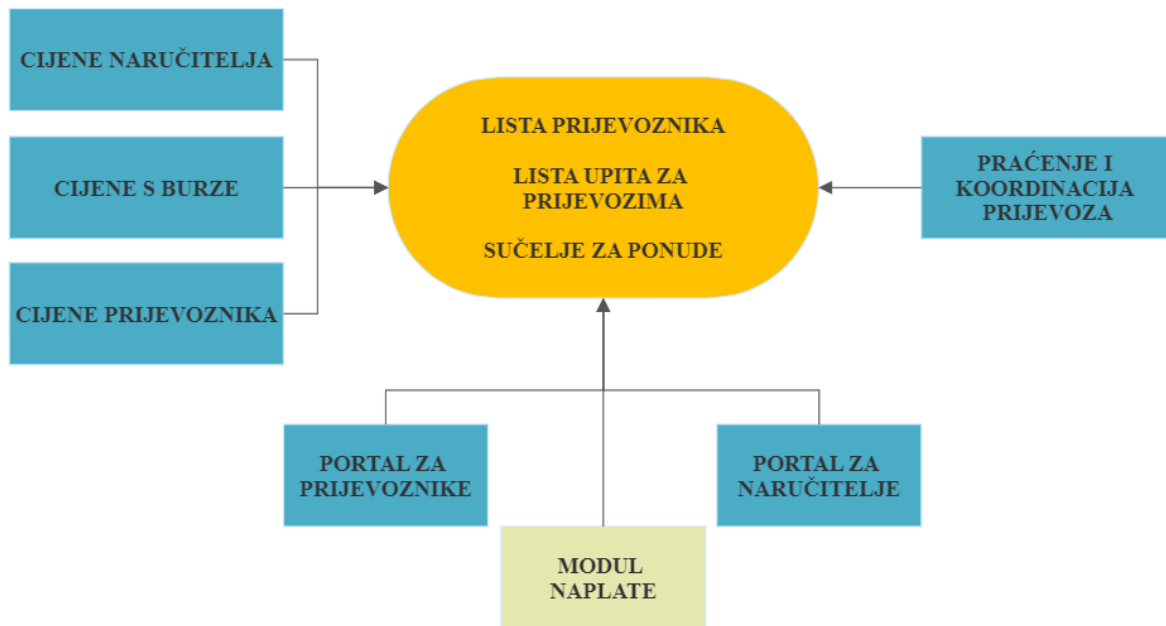 CIJENE NARUČITELJA
CIJENE S BURZE
CIJENE PRIJEVOZNIKA
LISTA PRIJEVOZNIKA
LISTA UPITA ZA
PRIJEVOZIMA
SUČELJE ZA PONUDE
PRAĆENJE I
KOORDINACIJA
PRIJEVOZA
PORTAL ZA
PRIJEVOZNIKE
PORTAL ZA
NARUČITELJE
MODUL
NAPLATE